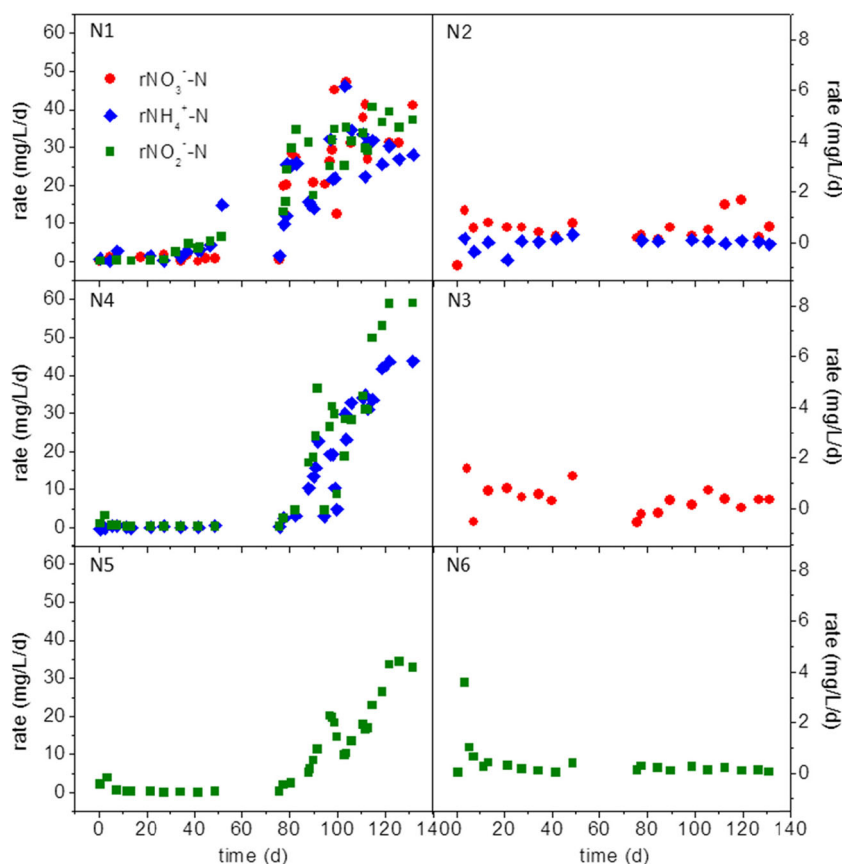 N1
N2
rNO₃⁻-N
rNH₄⁺-N
rNO₂⁻-N
rate (mg/L/d)
60
50
40
30
20
10
0
8
6
4
2
0
rate (mg/L/d)
N4
N3
rate (mg/L/d)
60
50
40
30
20
10
0
8
6
4
2
0
rate (mg/L/d)
N5
N6
rate (mg/L/d)
60
50
40
30
20
10
0
8
6
4
2
0
rate (mg/L/d)
0 20 40 60 80 100 120 140 0 20 40 60 80 100 120 140
time (d) time (d)